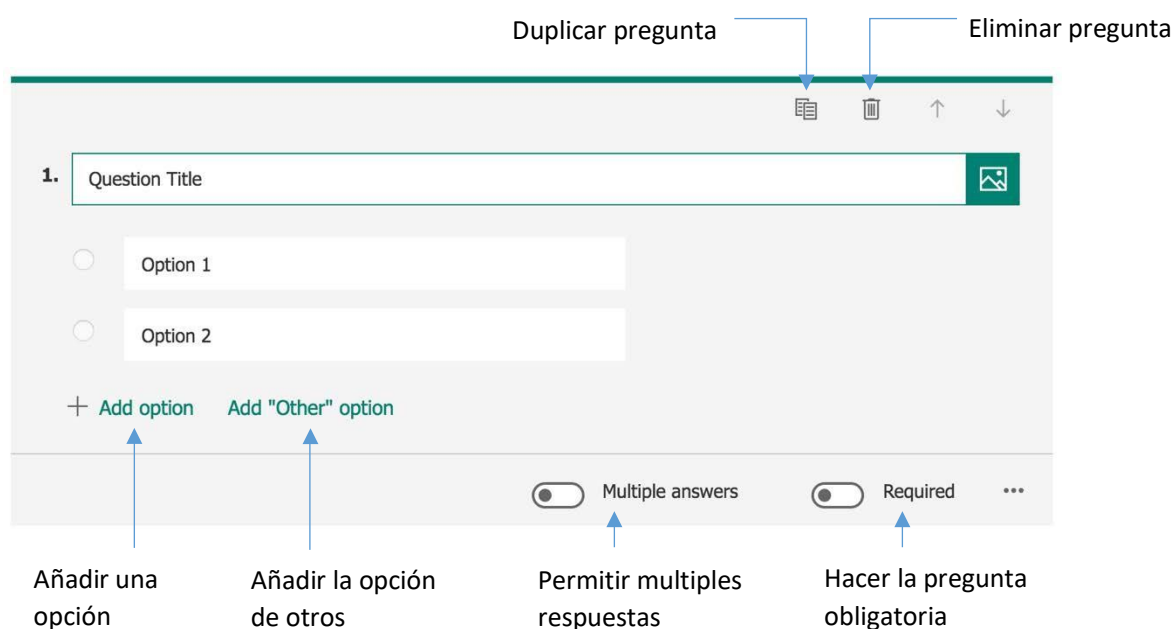 Duplicar pregunta
Eliminar pregunta
1.
Question Title
Option 1
Option 2
Add option
Add "Other" option
Multiple answers
Required
Añadir una
opción
Añadir la opción
de otros
Permitir multiples
respuestas
Hacer la pregunta
obligatoria